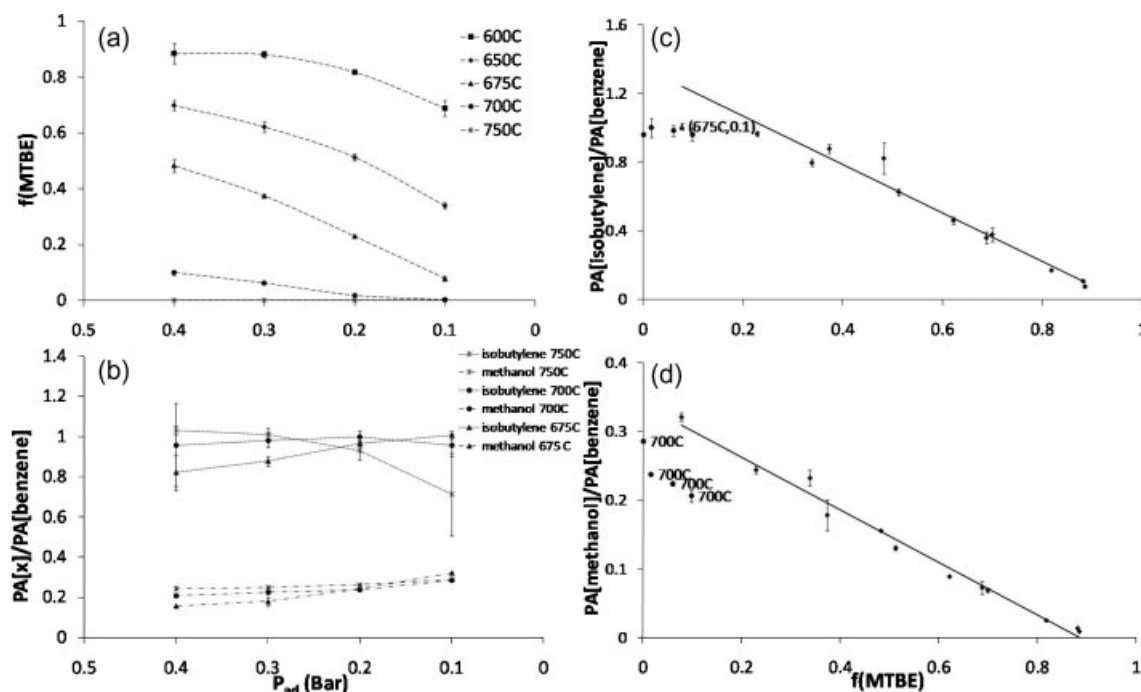 (a)
f(MTBE)
1
0.8
0.6
0.4
0.2
0
0.5 0.4 0.3 0.2 0.1 0
600C
650C
675C
700C
750C
(b)
PA[x]/PA[benzene]
1.4
1.2
1
0.8
0.6
0.4
0.2
0
0.5 0.4 0.3 0.2 0.1 0
P_ad (Bar)
isobutylene 750C
methanol 750C
isobutylene 700C
methanol 700C
isobutylene 675C
methanol 675C
(c)
PA[isobutylene]/PA[benzene]
1.6
1.2
0.8
0.4
0
0 0.2 0.4 0.6 0.8 1
(675C,0.1)
(d)
PA[methanol]/PA[benzene]
0.4
0.3
0.2
0.1
0
700C
700C
700C
700C
0 0.2 0.4 0.6 0.8 1
f(MTBE)